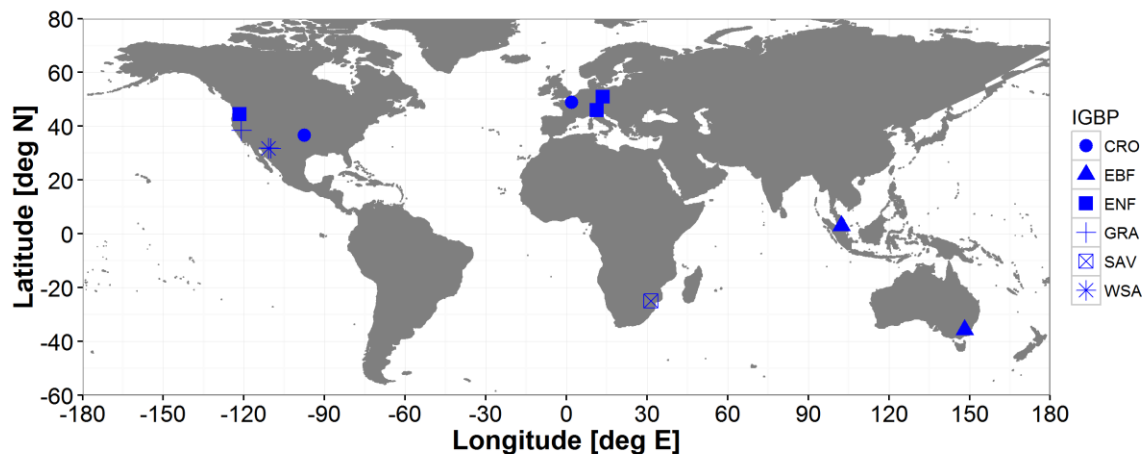 Latitude [deg N]
80
60
40
20
0
-20
-40
-60
-180 -150 -120 -90 -60 -30 0 30 60 90 120 150 180
Longitude [deg E]
IGBP
CRO
EBF
ENF
GRA
SAV
WSA